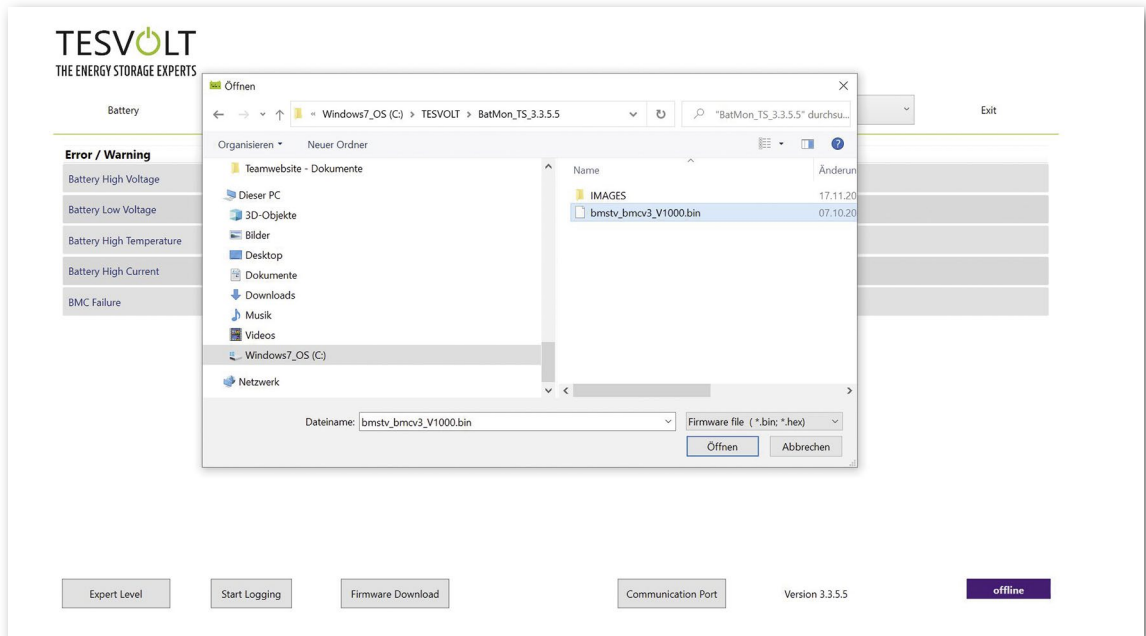 TESVOLT
THE ENERGY STORAGE EXPERTS
Öffnen
Battery
« Windows7_OS (C:) > TESVOLT > BatMon_TS_3.3.5.5
"BatMon_TS_3.3.5.5" durchsu...
Exit
Organisieren
Neuer Ordner
Error / Warning
Teamwebsite - Dokumente
Name
Änderun
Battery High Voltage
Dieser PC
IMAGES
17.11.20
3D-Objekte
bmstv_bmcv3_V1000.bin
07.10.20
Battery Low Voltage
Bilder
Battery High Temperature
Desktop
Battery High Current
Dokumente
Downloads
BMC Failure
Musik
Videos
Windows7_OS (C:)
Netzwerk
Dateiname: bmstv_bmcv3_V1000.bin
Firmware file ( *.bin; *.hex)
Öffnen
Abbrechen
Expert Level
Start Logging
Firmware Download
Communication Port
Version 3.3.5.5
offline